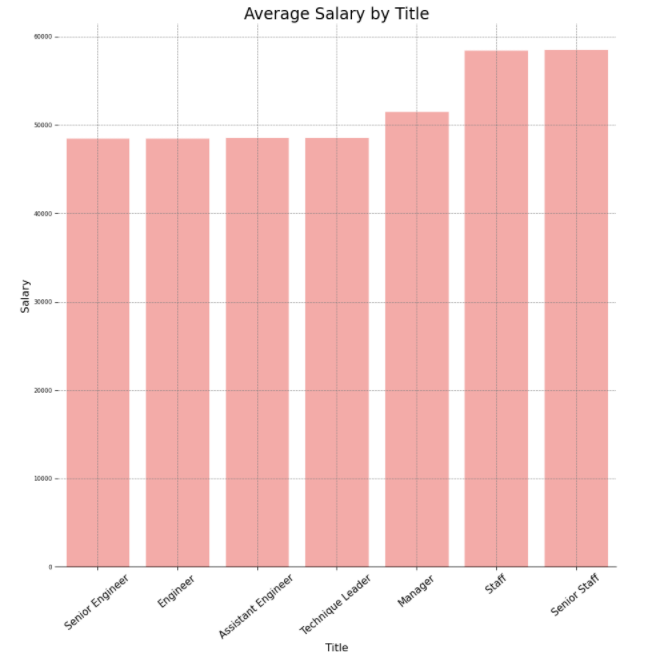 Average Salary by Title
60000
50000
40000
30000
20000
10000
0
Salary
Senior Engineer
Engineer
Assistant Engineer
Technique Leader
Manager
Staff
Senior Staff
Title